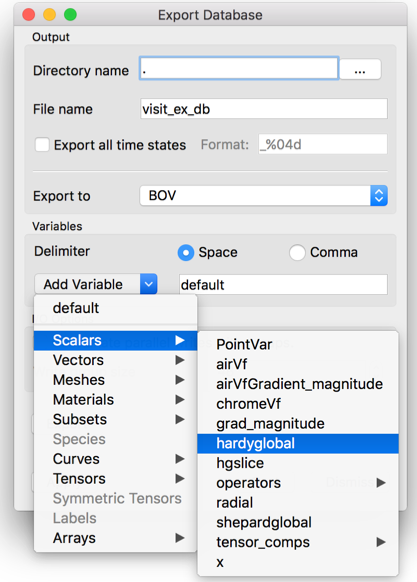 Export Database
Output
Directory name . ...
File name visit_ex_db
Export all time states Format: _%04d
Export to BOV
Variables
Delimiter Space Comma
Add Variable default
default
Scalars
Vectors
Meshes
Materials
Subsets
Species
Curves
Tensors
Symmetric Tensors
Labels
Arrays
PointVar
airVf
airVfGradient_magnitude
chromeVf
grad_magnitude
hardyglobal
hgslice
operators
radial
shepardglobal
tensor_comps
x